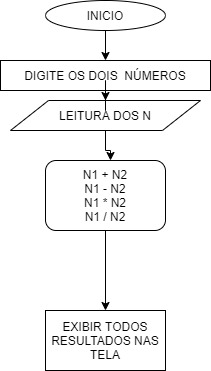 INICIO
DIGITE OS DOIS NÚMEROS
LEITURA DOS N
N1 + N2
N1 - N2
N1 * N2
N1 / N2
EXIBIR TODOS
RESULTADOS NAS
TELA